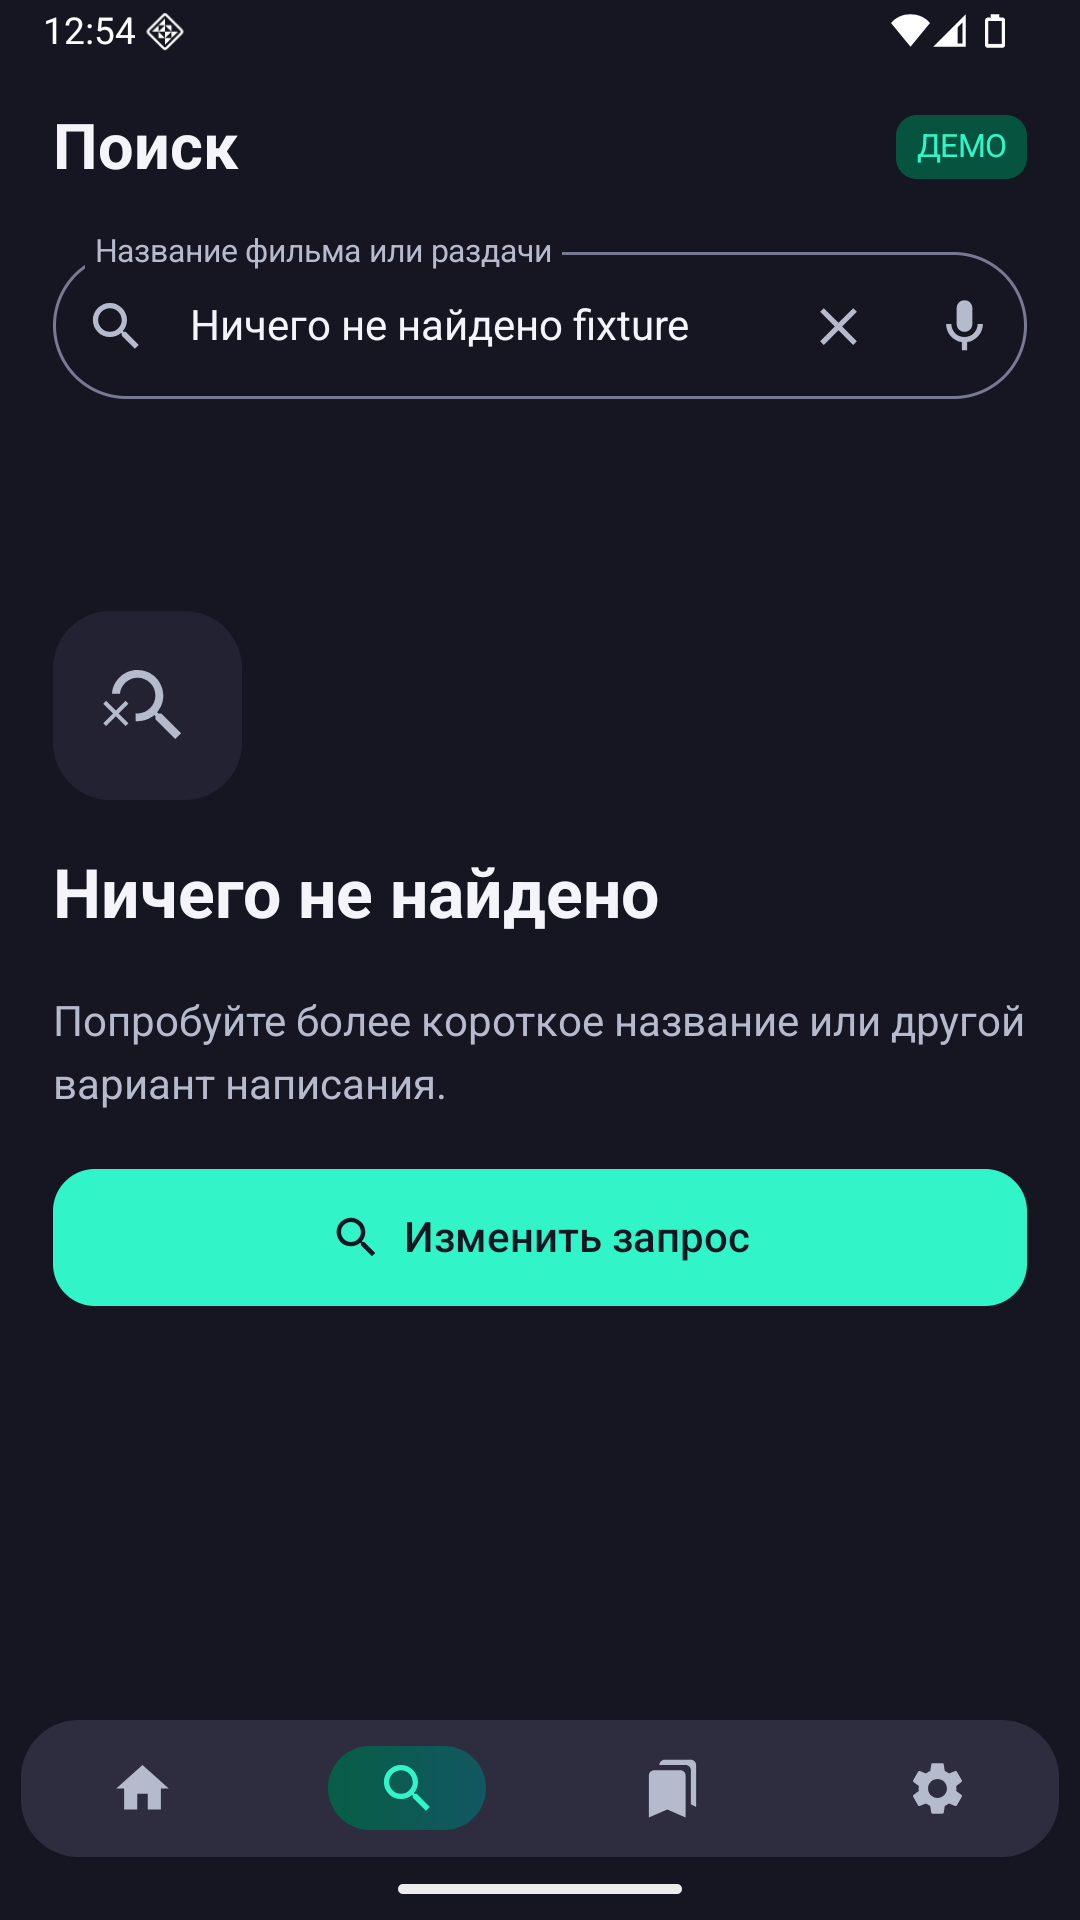 12:54
Поиск
ДЕМО
Название фильма или раздачи
Ничего не найдено fixture
Ничего не найдено
Попробуйте более короткое название или другой
вариант написания.
Изменить запрос